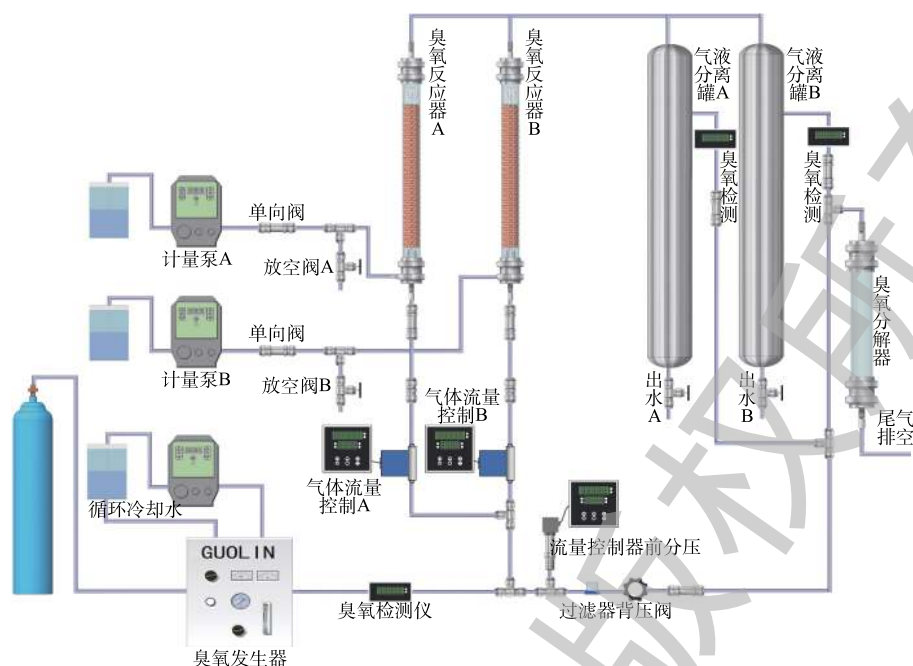 臭氧反应器A
臭氧反应器B
气液分离罐A
气液分离罐B
臭氧检测
臭氧检测
单向阀
计量泵A
放空阀A
单向阀
计量泵B
放空阀B
臭氧分解器
出水A
出水B
尾气
排空
气体流量
控制B
气体流量
控制A
循环冷却水
流量控制器前分压
GUOLIN
臭氧检测仪
过滤器背压阀
臭氧发生器
版权所有